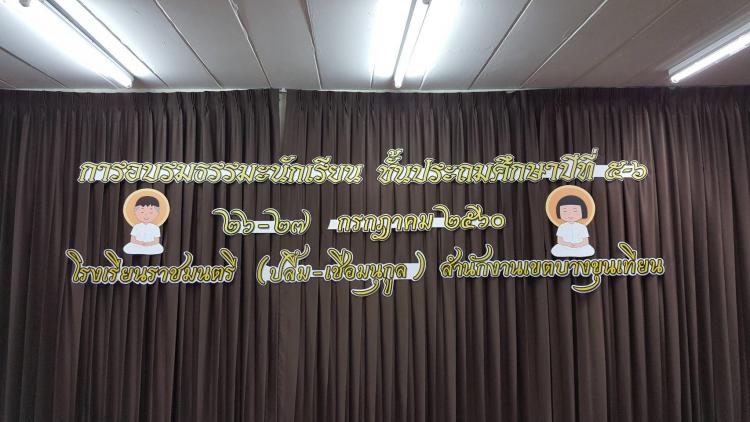 การอบรมธรรมะนักเรียน ชั้นประถมศึกษาปีที่ ๕-๖
๒๖-๒๗ กรกฎาคม ๒๕๖๐
โรงเรียนราชมนตรี (ปลื้ม-เชื่อมนุกูล) สำนักงานเขตบางขุนเทียน